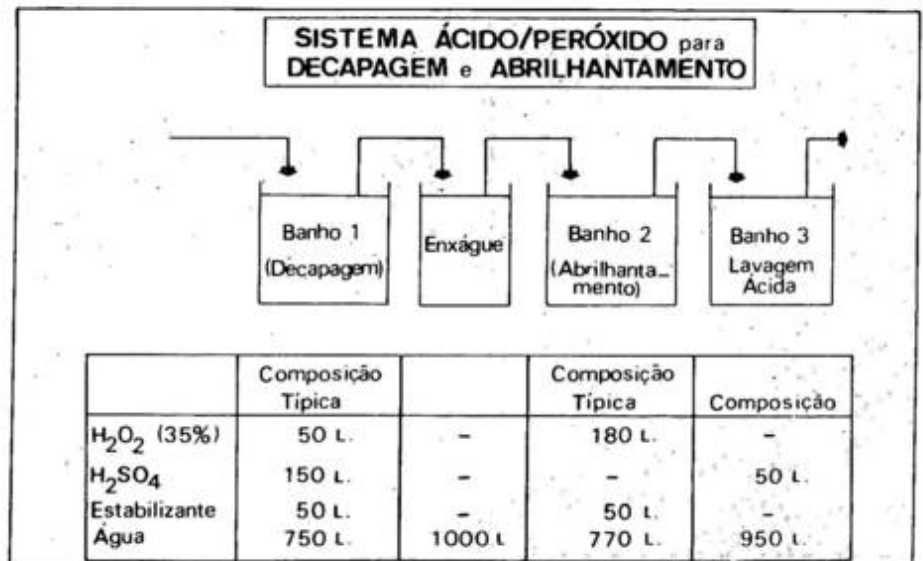 SISTEMA ÁCIDO/PERÓXIDO para
DECAPAGEM e ABRILHANTAMENTO
Banho 1
(Decapagem)
Enxágue
Banho 2
(Abrilhanta_
mento)
Banho 3
Lavagem
Ácida
Composição Típica Composição Típica Composição
H2O2 (35%) 50 L. - 180 L. -
H2SO4 150 L. - - 50 L.
Estabilizante 50 L. - 50 L. -
Água 750 L. 1000 L 770 L. 950 L.